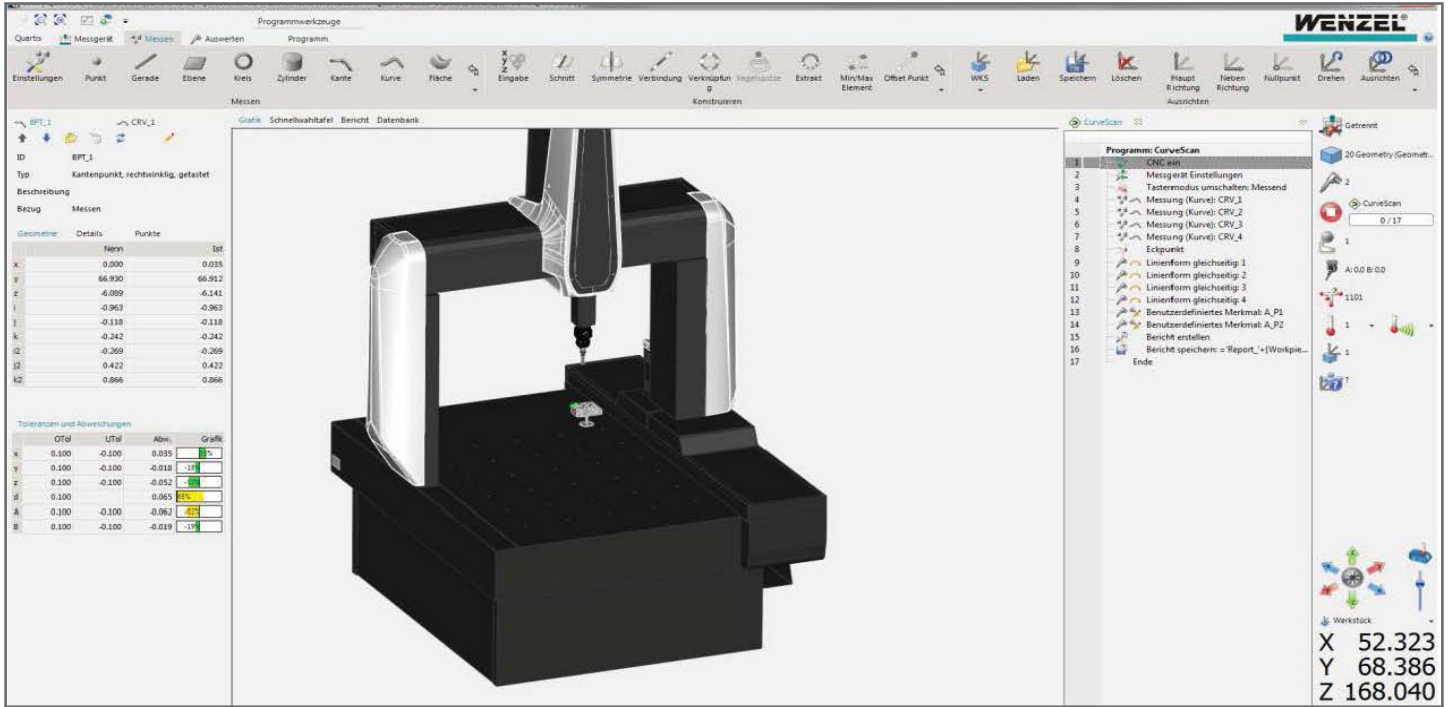 Programmwerkzeuge
WENZEL®
Quartis Messgerät Messen Auswerten Programm
Einstellungen Punkt Gerade Ebene Kreis Zylinder Kante Kurve Fläche Eingabe Schnitt Symmetrie Verbindung Verknüpfun Kegelspitze Extrakt Min/Max Offset Punkt WKS Laden Speichern Löschen Haupt Neben Nullpunkt Drehen Ausrichten
g Element Richtung Richtung
Messen Konstruieren Ausrichten
BPT_1 CRV_1
ID BPT_1
Typ Kantenpunkt, rechtwinklig, getastet
Beschreibung
Bezug Messen
Geometrie Details Punkte
Nenn Ist
x 0.000 0.035
y 66.930 66.912
z -6.089 -6.141
i -0.963 -0.963
j -0.118 -0.118
k -0.242 -0.242
i2 -0.269 -0.269
j2 0.422 0.422
k2 0.866 0.866
Toleranzen und Abweichungen
OTol UTol Abw. Grafik
x 0.100 -0.100 0.035
y 0.100 -0.100 -0.018
z 0.100 -0.100 -0.052
d 0.100 0.065
A 0.100 -0.100 -0.062
B 0.100 -0.100 -0.019 -19%
Grafik Schnellwahltafel Bericht Datenbank
CurveScan
Programm: CurveScan
1 CNC ein
2 Messgerät Einstellungen
3 Tastermodus umschalten: Messend
4 Messung (Kurve): CRV_1
5 Messung (Kurve): CRV_2
6 Messung (Kurve): CRV_3
7 Messung (Kurve): CRV_4
8 Eckpunkt
9 Linienform gleichseitig: 1
10 Linienform gleichseitig: 2
11 Linienform gleichseitig: 3
12 Linienform gleichseitig: 4
13 Benutzerdefiniertes Merkmal: A_P1
14 Benutzerdefiniertes Merkmal: A_P2
15 Bericht erstellen
16 Bericht speichern: ='Report_'+[Workpie...
17 Ende
Getrennt
20 Geometry (Geometr...
2
CurveScan
0 / 17
1
A: 0.0 B: 0.0
1101
1
1
?
Werkstück
X 52.323
Y 68.386
Z 168.040